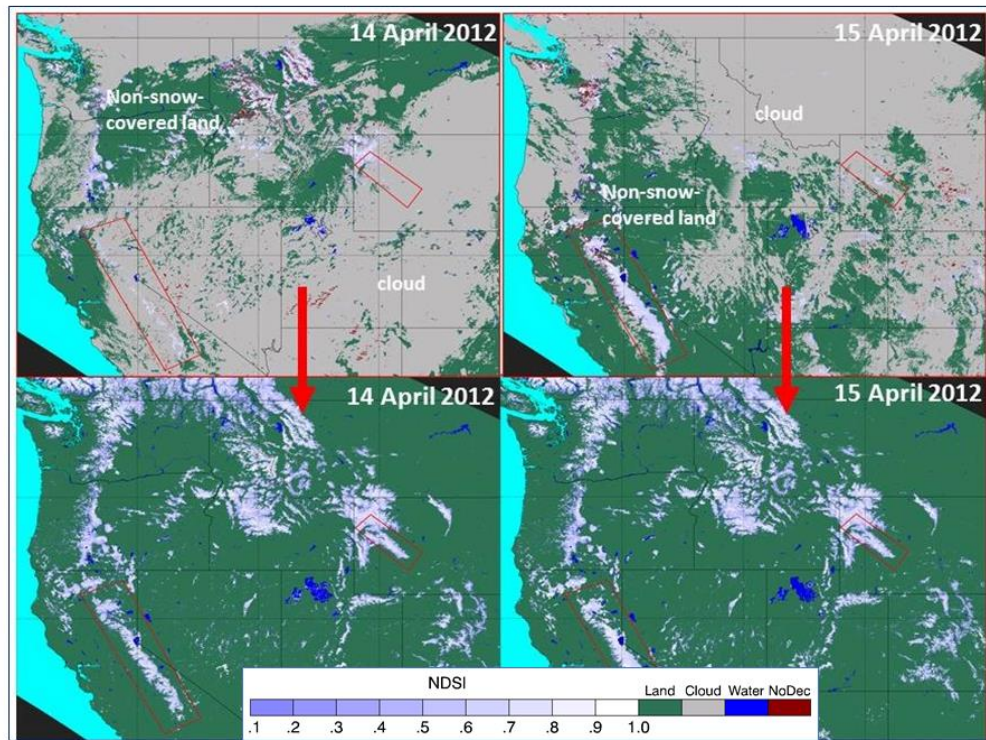 14 April 2012
15 April 2012
Non-snow-
covered land
cloud
Non-snow-
covered land
cloud
14 April 2012
15 April 2012
NDSI
Land Cloud Water NoDec
.1 .2 .3 .4 .5 .6 .7 .8 .9 1.0